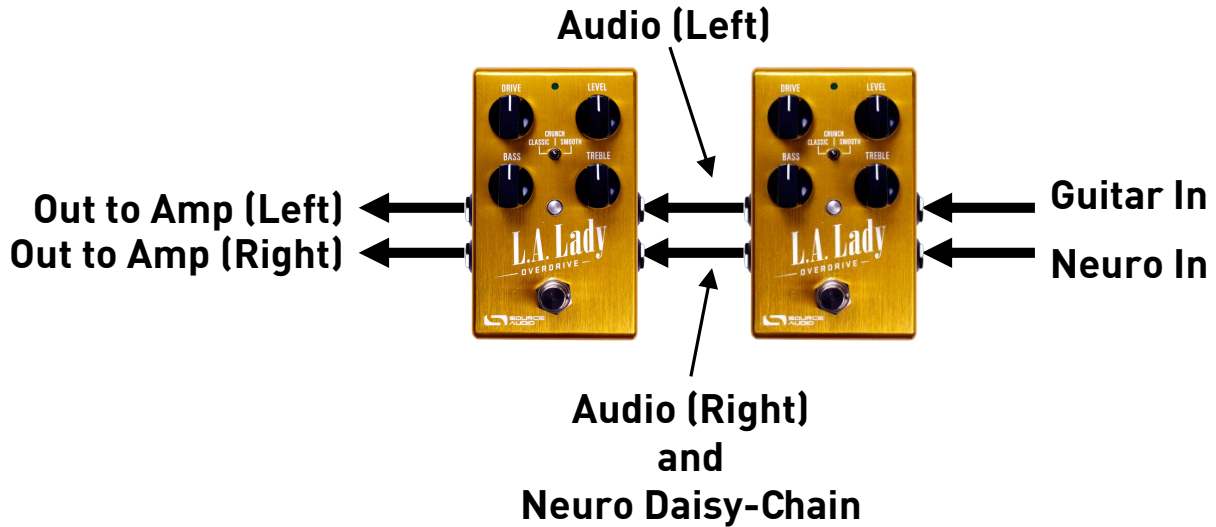 Audio (Left)
DRIVE LEVEL
CRUNCH
CLASSIC SMOOTH
BASS TREBLE
L.A. Lady
OVERDRIVE
SOURCE
AUDIO
DRIVE LEVEL
CRUNCH
CLASSIC SMOOTH
BASS TREBLE
L.A. Lady
OVERDRIVE
SOURCE
AUDIO
Out to Amp (Left)
Out to Amp (Right)
Guitar In
Neuro In
Audio (Right)
and
Neuro Daisy-Chain